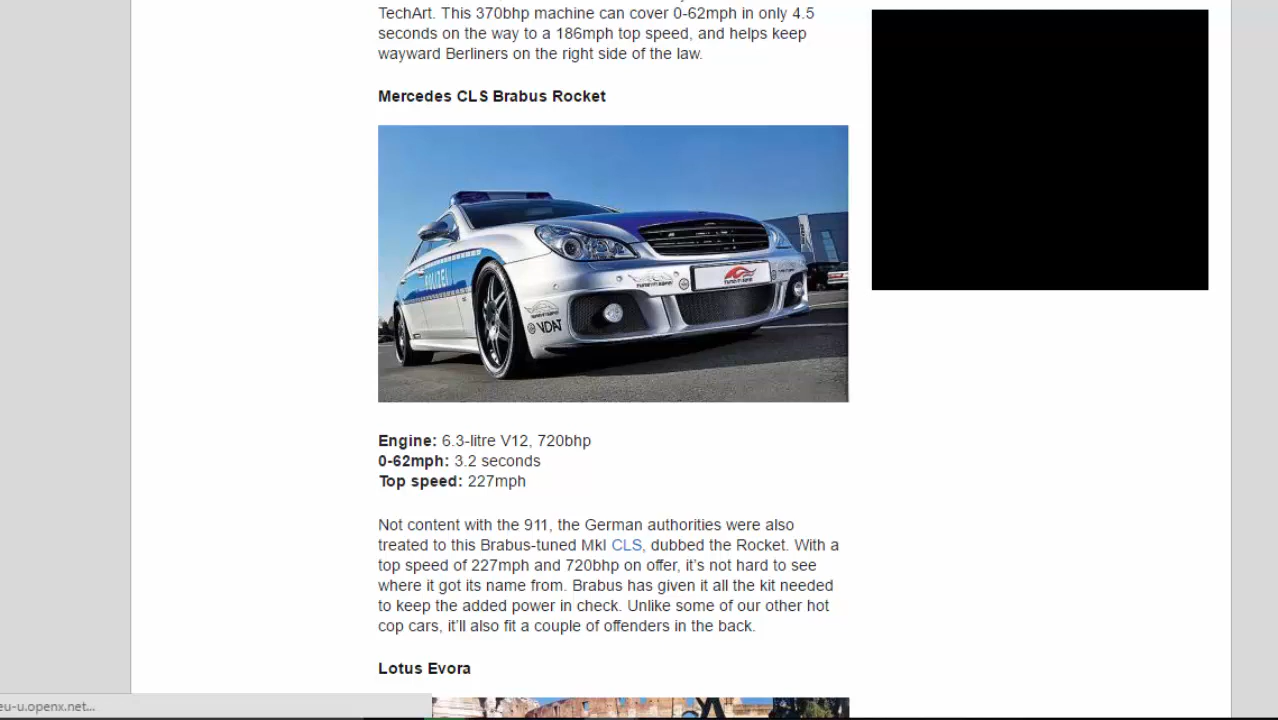 TechArt. This 370bhp machine can cover 0-62mph in only 4.5
seconds on the way to a 186mph top speed, and helps keep
wayward Berliners on the right side of the law.
Mercedes CLS Brabus Rocket
POLIZEI
VDAT
Engine: 6.3-litre V12, 720bhp
0-62mph: 3.2 seconds
Top speed: 227mph
Not content with the 911, the German authorities were also
treated to this Brabus-tuned MkI CLS, dubbed the Rocket. With a
top speed of 227mph and 720bhp on offer, it's not hard to see
where it got its name from. Brabus has given it all the kit needed
to keep the added power in check. Unlike some of our other hot
cop cars, it'll also fit a couple of offenders in the back.
Lotus Evora
eu-u.openx.net...